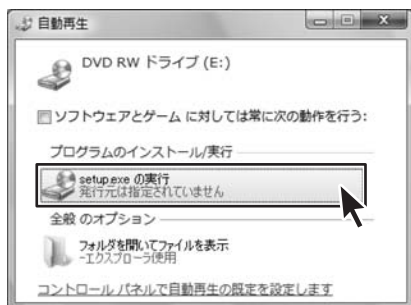 自動再生
DVD RW ドライブ (E:)
ソフトウェアとゲーム に対しては常に次の動作を行う:
プログラムのインストール/実行
setup.exe の実行
発行元は指定されていません
全般 のオプション
フォルダを開いてファイルを表示
-エクスプローラ使用
コントロール パネルで自動再生の既定を設定します